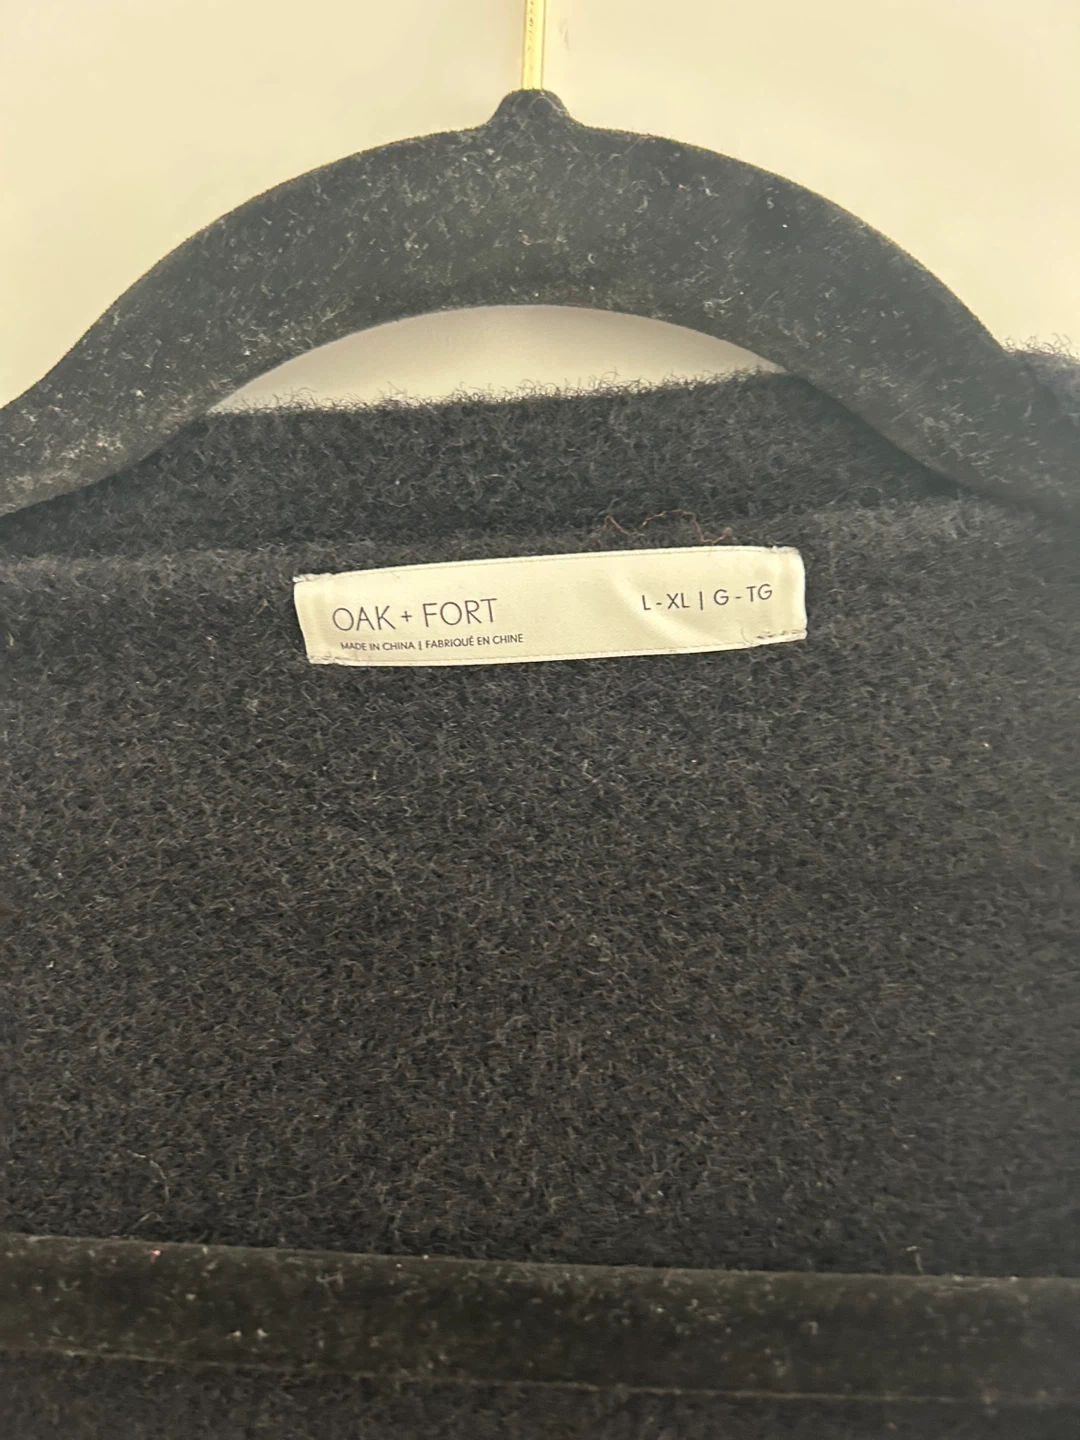 OAK + FORT
L - XL | G - TG
MADE IN CHINA | FABRIQUÉ EN CHINE